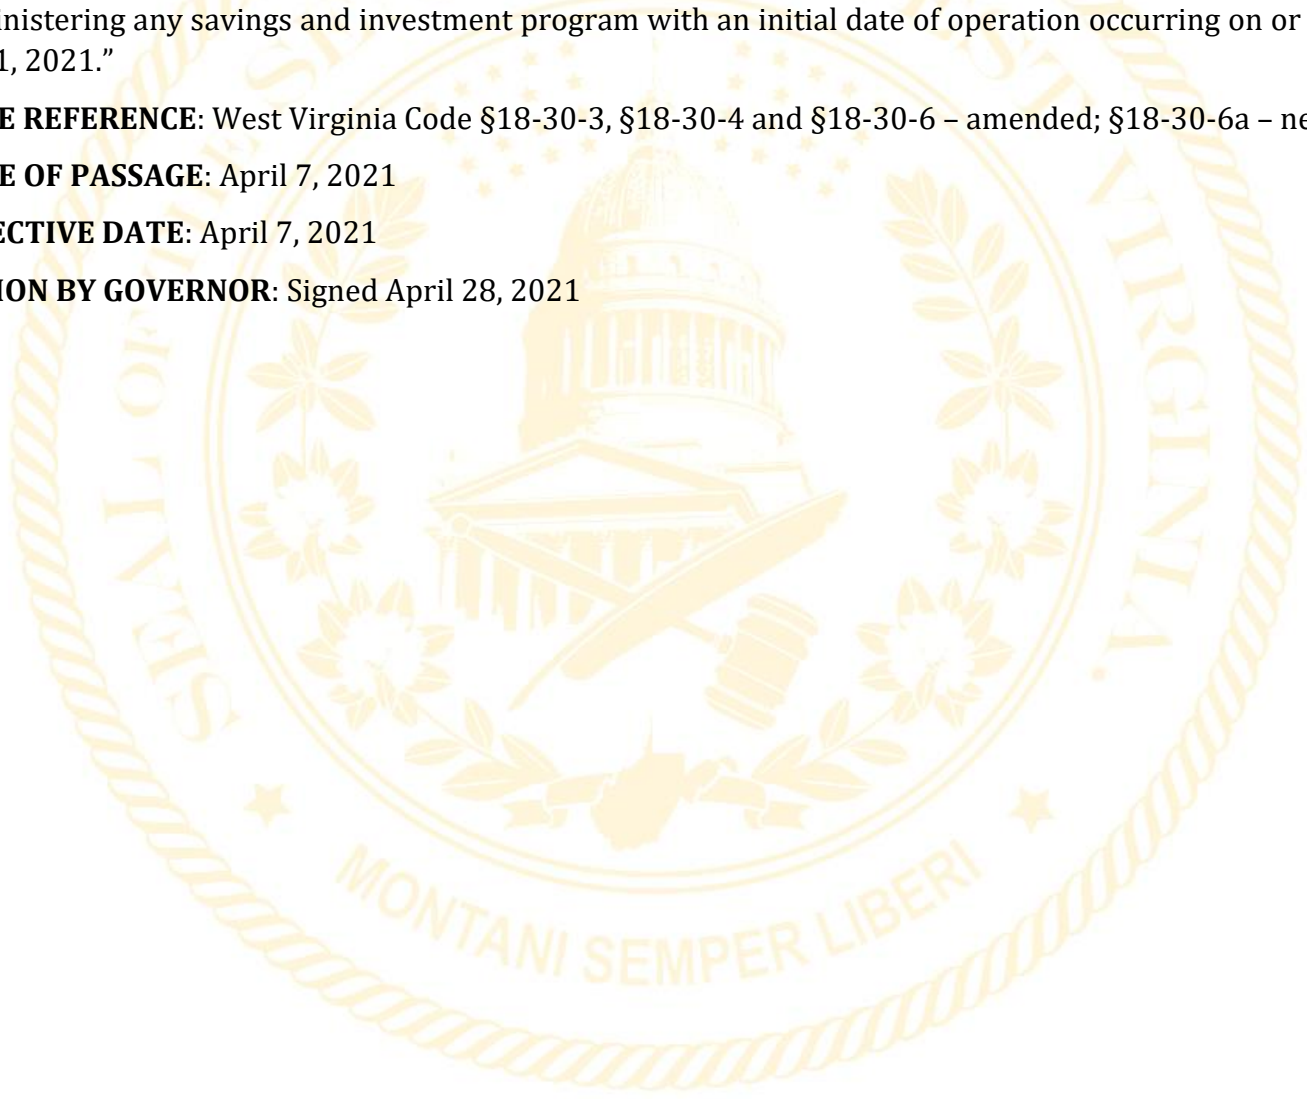 nistering any savings and investment program with an initial date of operation occurring on or
1, 2021.”
E REFERENCE: West Virginia Code §18-30-3, §18-30-4 and §18-30-6 – amended; §18-30-6a – ne
E OF PASSAGE: April 7, 2021
ECTIVE DATE: April 7, 2021
ION BY GOVERNOR: Signed April 28, 2021
MONTANI SEMPER LIBERI